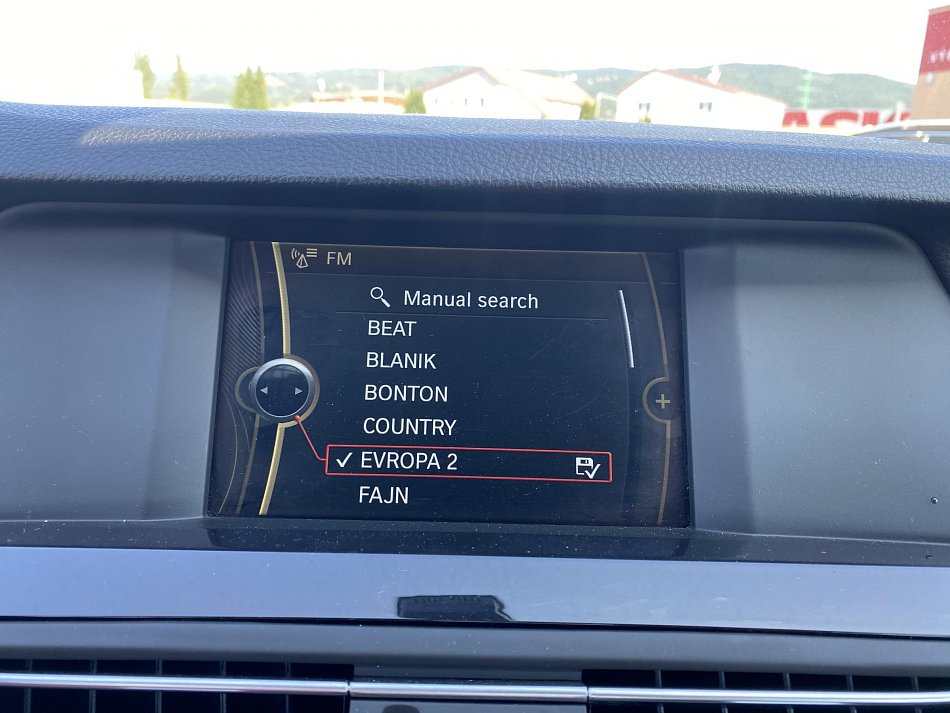 FM
Manual search
BEAT
BLANIK
BONTON
COUNTRY
EVROPA 2
FAJN